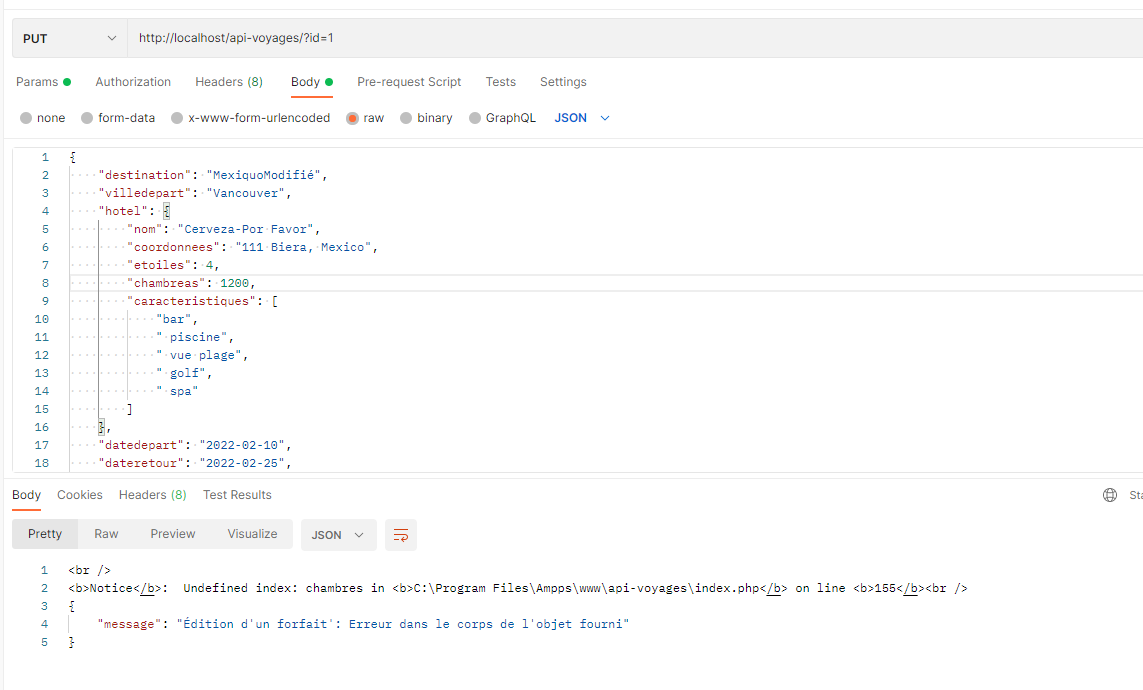 PUT http://localhost/api-voyages/?id=1
Params Authorization Headers (8) Body Pre-request Script Tests Settings
none form-data x-www-form-urlencoded raw binary GraphQL JSON
1 {
2 "destination": "MexiquoModifié",
3 "villedepart": "Vancouver",
4 "hotel": {
5 "nom": "Cerveza-Por Favor",
6 "coordonnees": "111 Biera, Mexico",
7 "etoiles": 4,
8 "chambreas": 1200,
9 "caracteristiques": [
10 "bar",
11 " piscine",
12 " vue plage",
13 " golf",
14 " spa"
15 ]
16 },
17 "datedepart": "2022-02-10",
18 "dateretour": "2022-02-25",
Body Cookies Headers (8) Test Results Sta
Pretty Raw Preview Visualize JSON
1 <br />
2 <b>Notice</b>:  Undefined index: chambres in <b>C:\Program Files\Ampps\www\api-voyages\index.php</b> on line <b>155</b><br />
3 {
4 "message": "Édition d'un forfait': Erreur dans le corps de l'objet fourni"
5 }